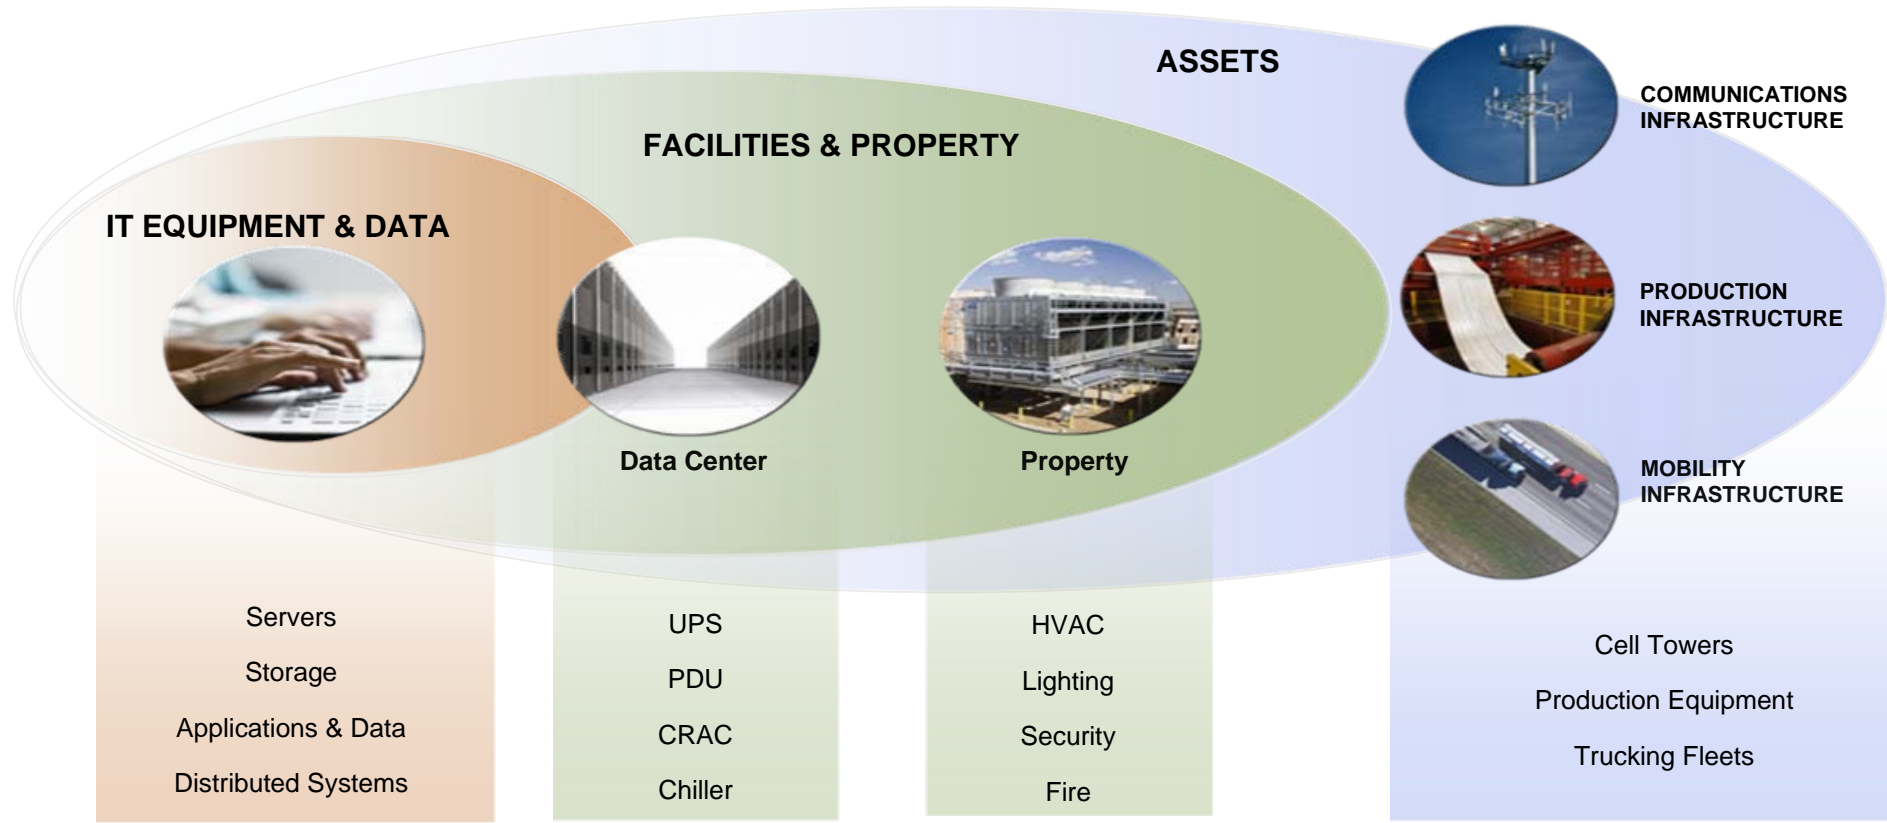 ASSETS
COMMUNICATIONS
INFRASTRUCTURE
FACILITIES & PROPERTY
IT EQUIPMENT & DATA
PRODUCTION
INFRASTRUCTURE
Data Center
Property
MOBILITY
INFRASTRUCTURE
Servers
Storage
Applications & Data
Distributed Systems
UPS
PDU
CRAC
Chiller
HVAC
Lighting
Security
Fire
Cell Towers
Production Equipment
Trucking Fleets